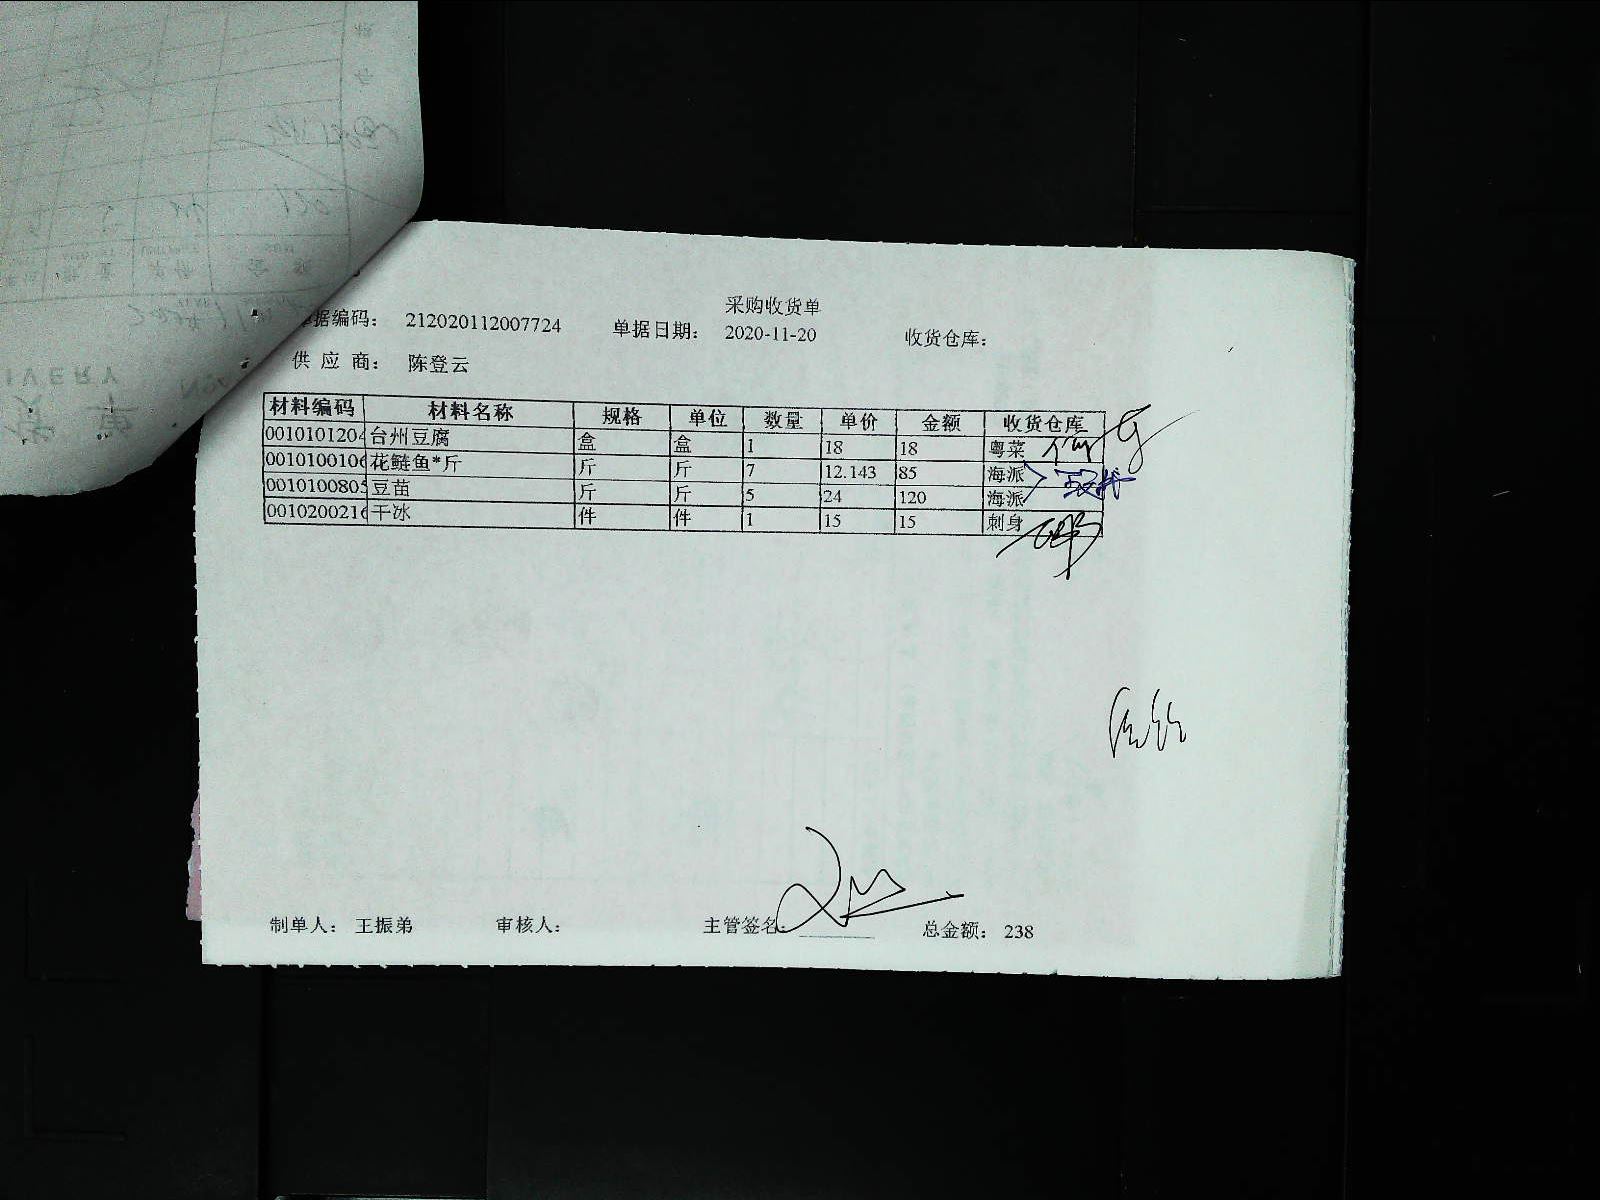 采购收货单
据编码： 212020112007724 单据日期： 2020-11-20 收货仓库：
供 应 商： 陈登云
材料编码 材料名称 规格 单位 数量 单价 金额 收货仓库
0010101204 台州豆腐 盒 盒 1 18 18 粤菜
0010100106 花鲢鱼*斤 斤 斤 7 12.143 85 海派
0010100805 豆苗 斤 斤 5 24 120 海派
0010200216 干冰 件 件 1 15 15 刺身
制单人： 王振弟 审核人： 主管签名： 总金额： 238